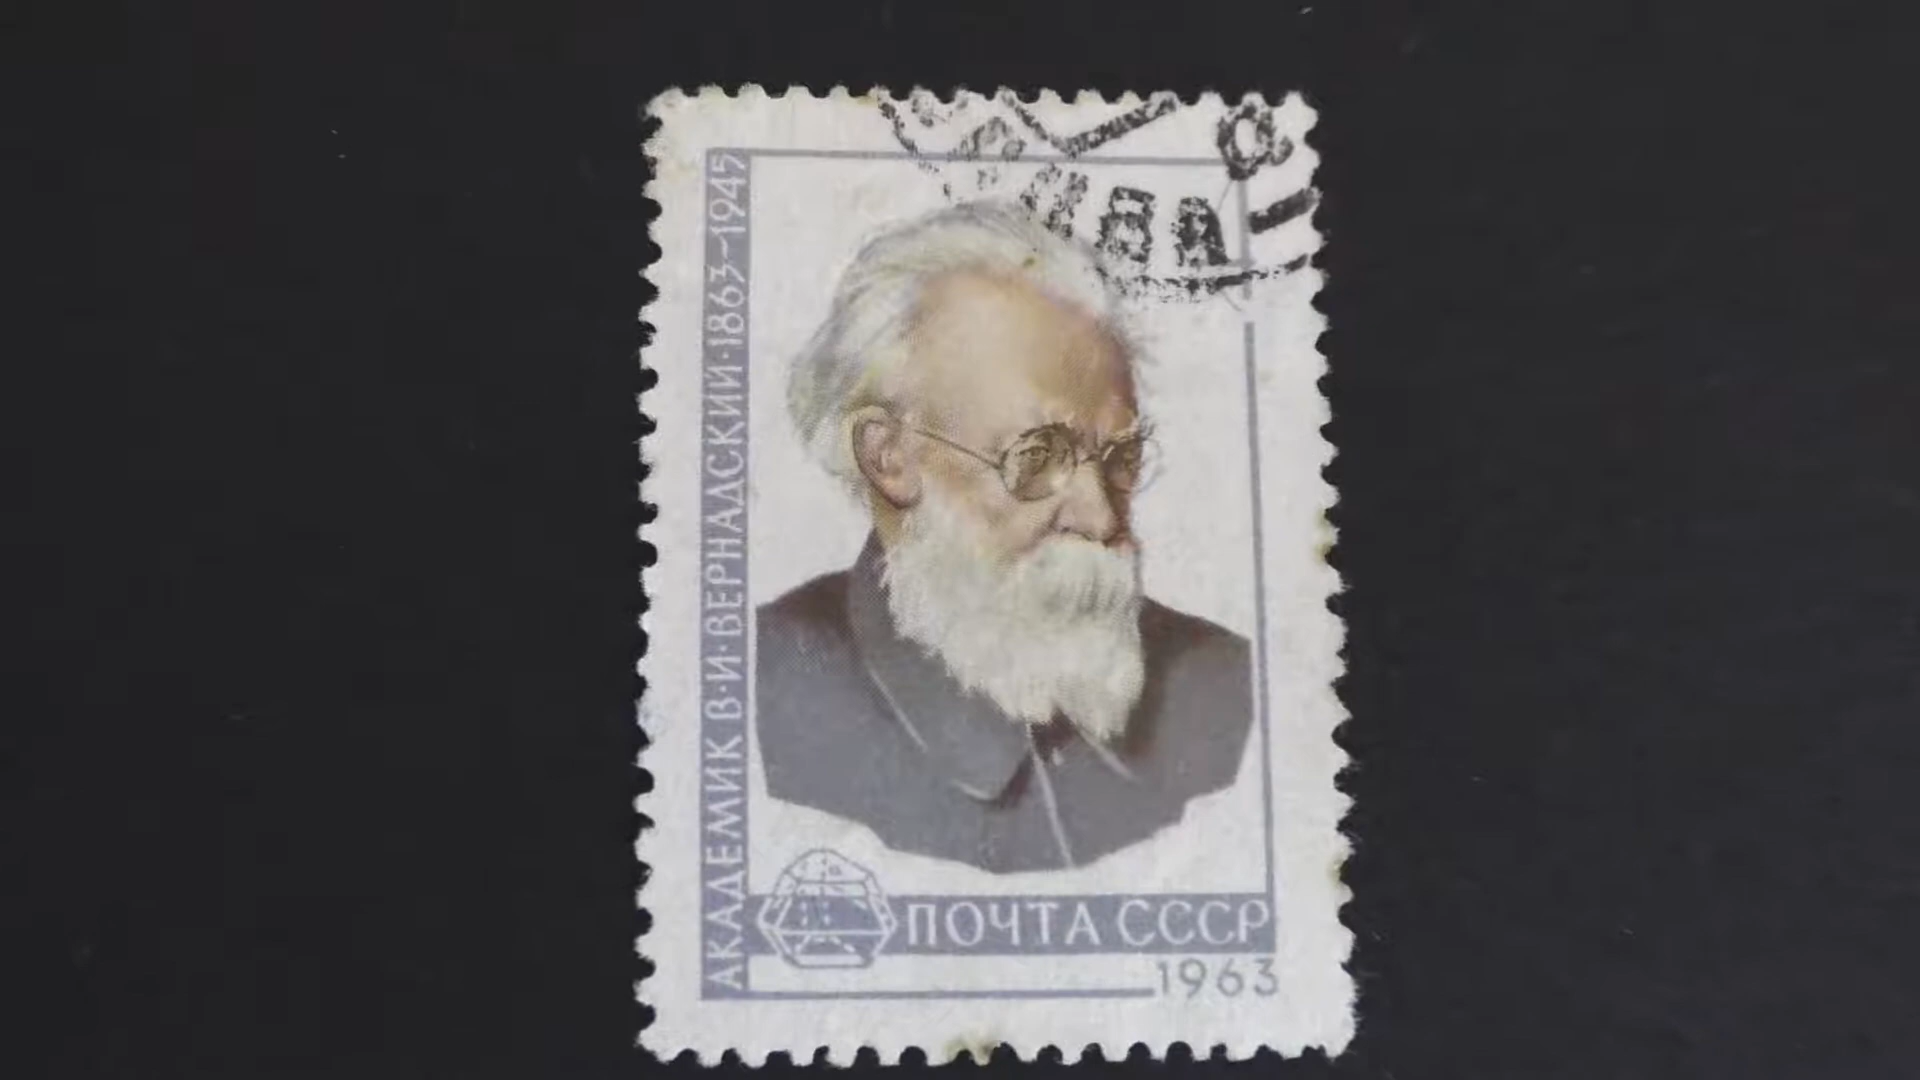 АКАДЕМИК В·И·ВЕРНАДСКИЙ·1863–1945
ПОЧТА СССР
1963